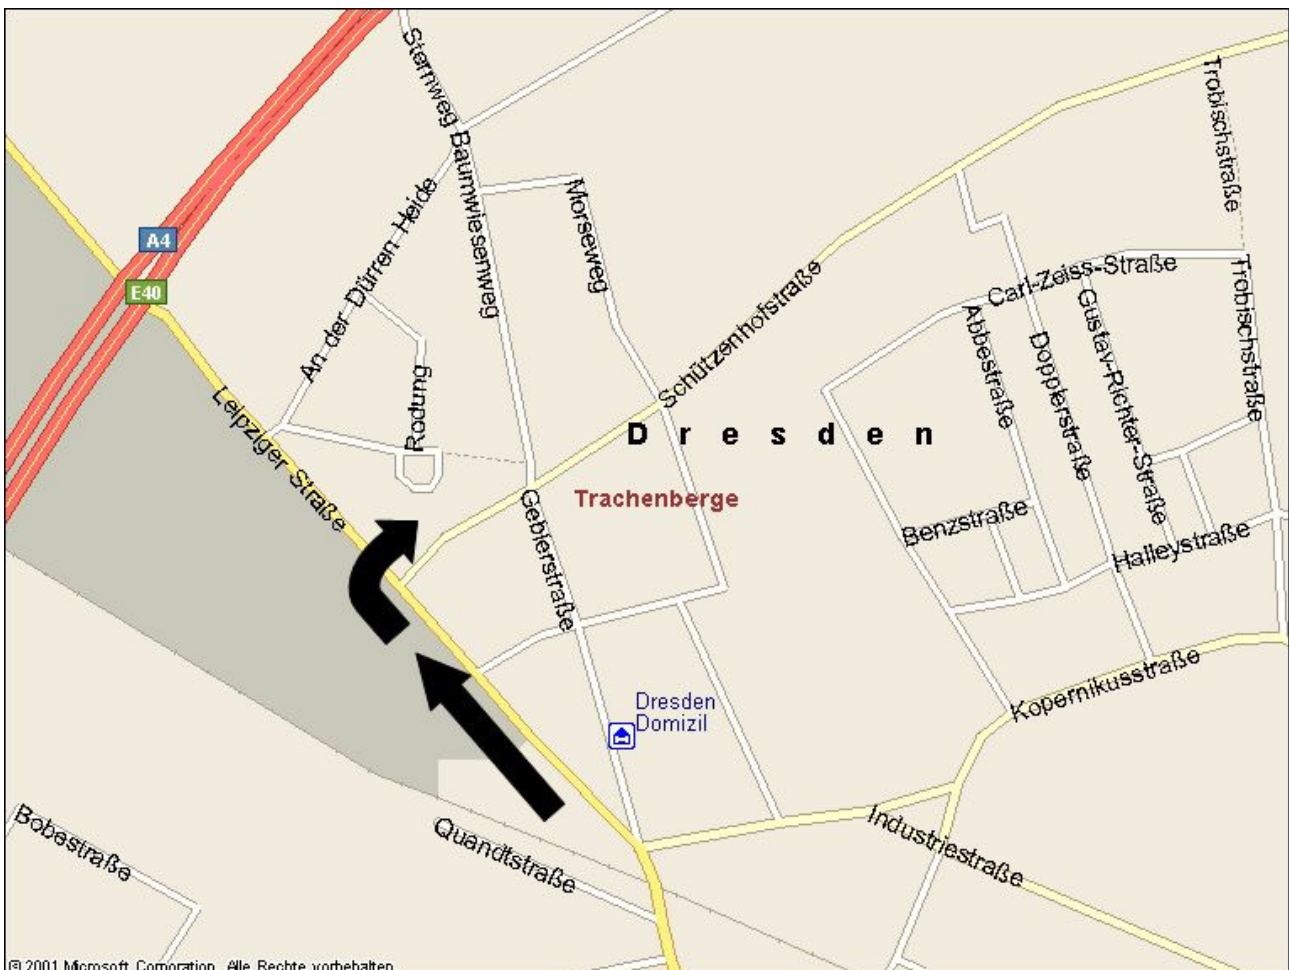 Sternweg
Trobischstraße
Baumwiesenweg
An der Dürren Heide
Morseweg
A4
E40
Carl-Zeiss-Straße
Trobischstraße
Schützenhofstraße
Abbestraße
Dopplerstraße
Gustav-Richter-Straße
Leipziger Straße
Rodung
Dresden
Trachenberge
Geblerstraße
Benzstraße
Halleystraße
Kopernikusstraße
Dresden
Domizil
Bobestraße
Quandtstraße
Industriestraße
© 2001 Microsoft Corporation. Alle Rechte vorbehalten.